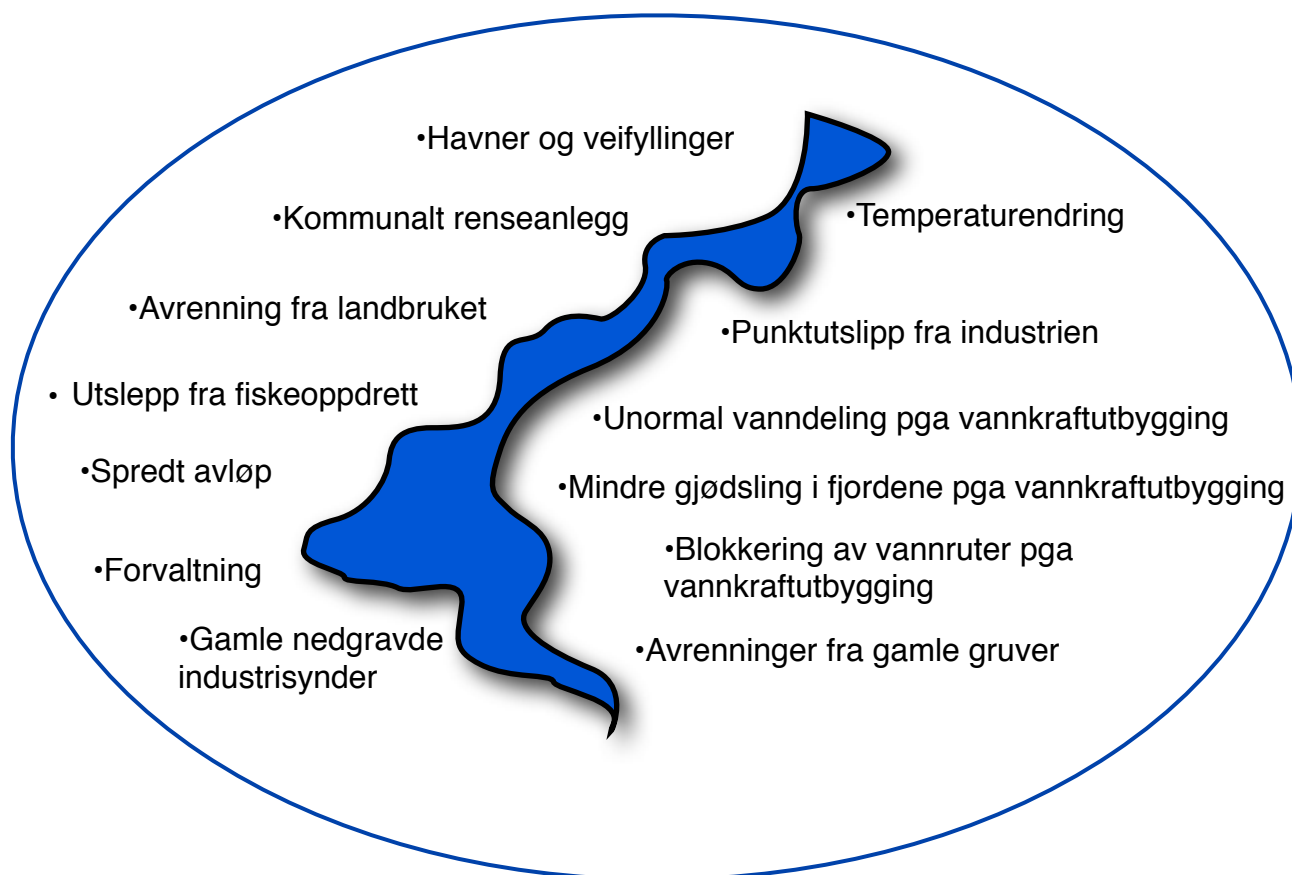 •Havner og veifyllinger
•Kommunalt renseanlegg
•Temperaturendring
•Avrenning fra landbruket
•Punktutslipp fra industrien
• Utslepp fra fiskeoppdrett
•Unormal vanndeling pga vannkraftutbygging
•Spredt avløp
•Mindre gjødsling i fjordene pga vannkraftutbygging
•Forvaltning
•Blokkering av vannruter pga
vannkraftutbygging
•Gamle nedgravde
industrisynder
•Avrenninger fra gamle gruver